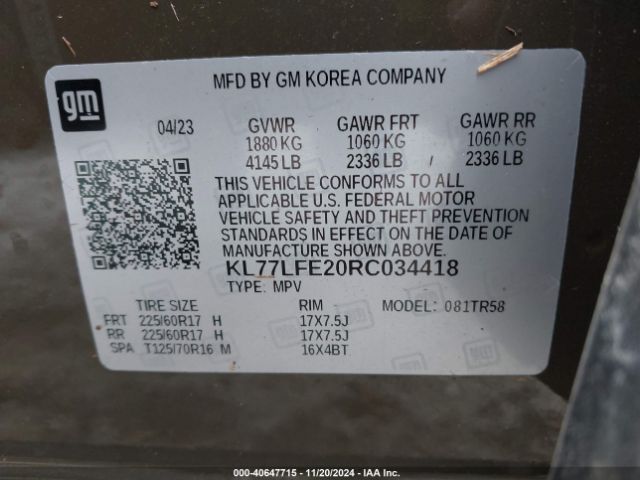 MFD BY GM KOREA COMPANY
gm
04/23 GVWR GAWR FRT GAWR RR
1880 KG 1060 KG 1060 KG
4145 LB 2336 LB / 2336 LB
THIS VEHICLE CONFORMS TO ALL
APPLICABLE U.S. FEDERAL MOTOR
VEHICLE SAFETY AND THEFT PREVENTION
STANDARDS IN EFFECT ON THE DATE OF
MANUFACTURE SHOWN ABOVE.
KL77LFE20RC034418
TYPE: MPV
TIRE SIZE RIM MODEL: 081TR58
FRT 225/60R17 H 17X7.5J
RR 225/60R17 H 17X7.5J
SPA T125/70R16 M 16X4BT
000-40647715 - 11/20/2024 - IAA Inc.